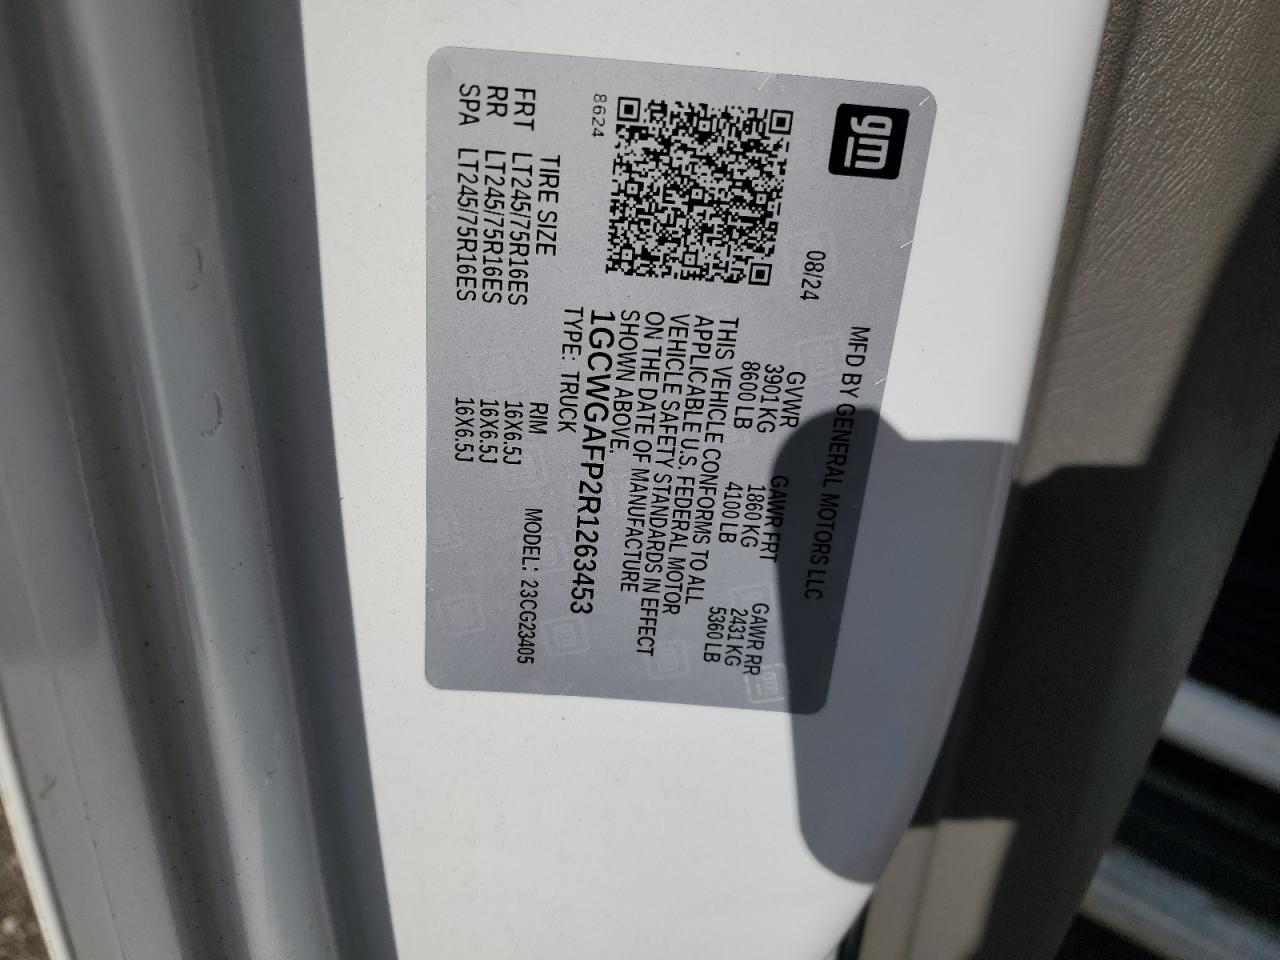 gm
MFD BY GENERAL MOTORS LLC
08/24
GVWR GAWR FRT GAWR RR
3901 KG 1860 KG 2431 KG
8600 LB 4100 LB 5360 LB
THIS VEHICLE CONFORMS TO ALL
APPLICABLE U.S. FEDERAL MOTOR
VEHICLE SAFETY STANDARDS IN EFFECT
ON THE DATE OF MANUFACTURE
SHOWN ABOVE.
8624
1GCWGAFP2R1263453
TYPE: TRUCK
TIRE SIZE RIM MODEL: 23CG23405
FRT LT245/75R16ES 16X6.5J
RR LT245/75R16ES 16X6.5J
SPA LT245/75R16ES 16X6.5J